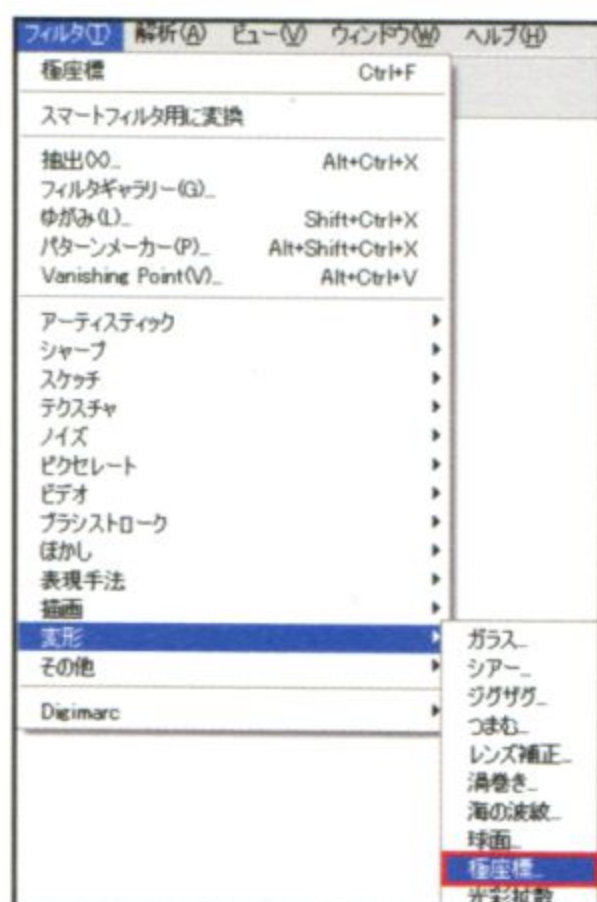 フィルタ(T) 解析(A) ビュー(V) ウィンドウ(W) ヘルプ(H)
極座標 Ctrl+F
スマートフィルタ用に変換
抽出(X)... Alt+Ctrl+X
フィルタギャラリー(G)...
ゆがみ(L)... Shift+Ctrl+X
パターンメーカー(P)... Alt+Shift+Ctrl+X
Vanishing Point(V)... Alt+Ctrl+V
アーティスティック
シャープ
スケッチ
テクスチャ
ノイズ
ピクセレート
ビデオ
ブラシストローク
ぼかし
表現手法
描画
変形
その他
Digimarc
ガラス...
シアー...
ジグザグ...
つまむ...
レンズ補正...
渦巻き...
海の波紋...
球面...
極座標...
光彩拡散